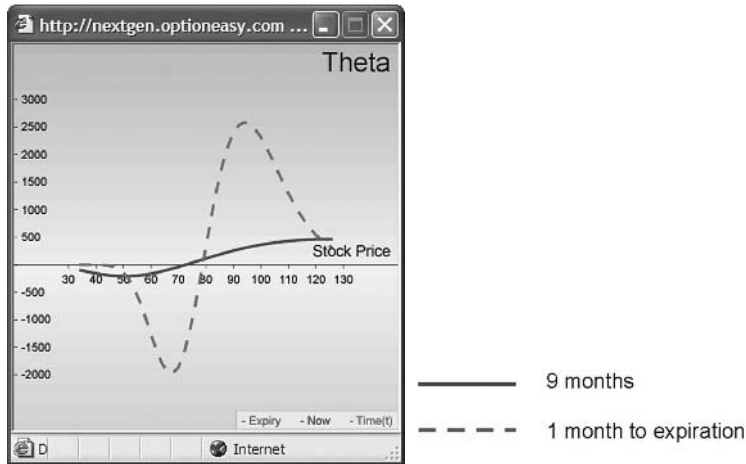 http://nextgen.optioneasy.com ...
Theta
3000
2500
2000
1500
1000
500
Stock Price
30 40 50 60 70 80 90 100 110 120 130
-500
-1000
-1500
-2000
9 months
1 month to expiration
- Expiry - Now - Time(t)
D Internet